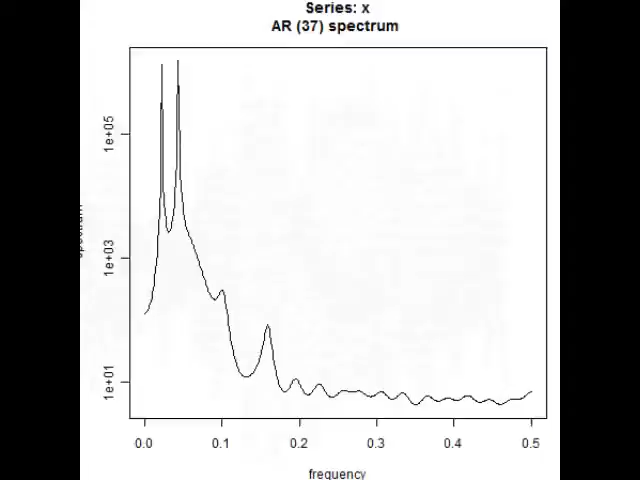 Series: x
AR (37) spectrum
1e+05
1e+03
1e+01
0.0 0.1 0.2 0.3 0.4 0.5
frequency